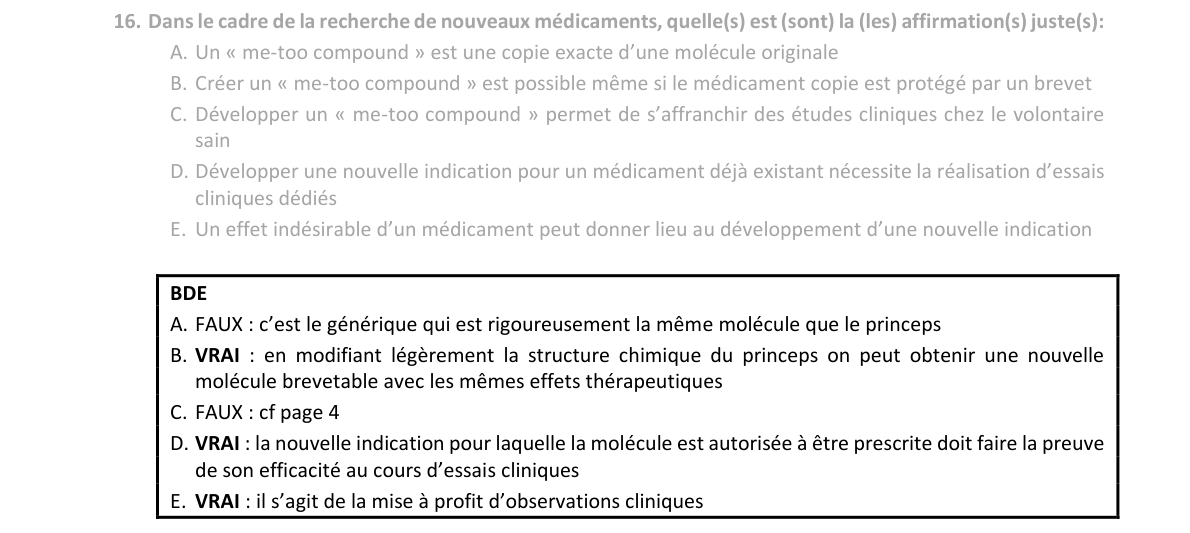 16. Dans le cadre de la recherche de nouveaux médicaments, quelle(s) est (sont) la (les) affirmation(s) juste(s):
A. Un « me-too compound » est une copie exacte d’une molécule originale
B. Créer un « me-too compound » est possible même si le médicament copie est protégé par un brevet
C. Développer un « me-too compound » permet de s’affranchir des études cliniques chez le volontaire
sain
D. Développer une nouvelle indication pour un médicament déjà existant nécessite la réalisation d’essais
cliniques dédiés
E. Un effet indésirable d’un médicament peut donner lieu au développement d’une nouvelle indication
BDE
A. FAUX : c’est le générique qui est rigoureusement la même molécule que le princeps
B. VRAI : en modifiant légèrement la structure chimique du princeps on peut obtenir une nouvelle
molécule brevetable avec les mêmes effets thérapeutiques
C. FAUX : cf page 4
D. VRAI : la nouvelle indication pour laquelle la molécule est autorisée à être prescrite doit faire la preuve
de son efficacité au cours d’essais cliniques
E. VRAI : il s’agit de la mise à profit d’observations cliniques